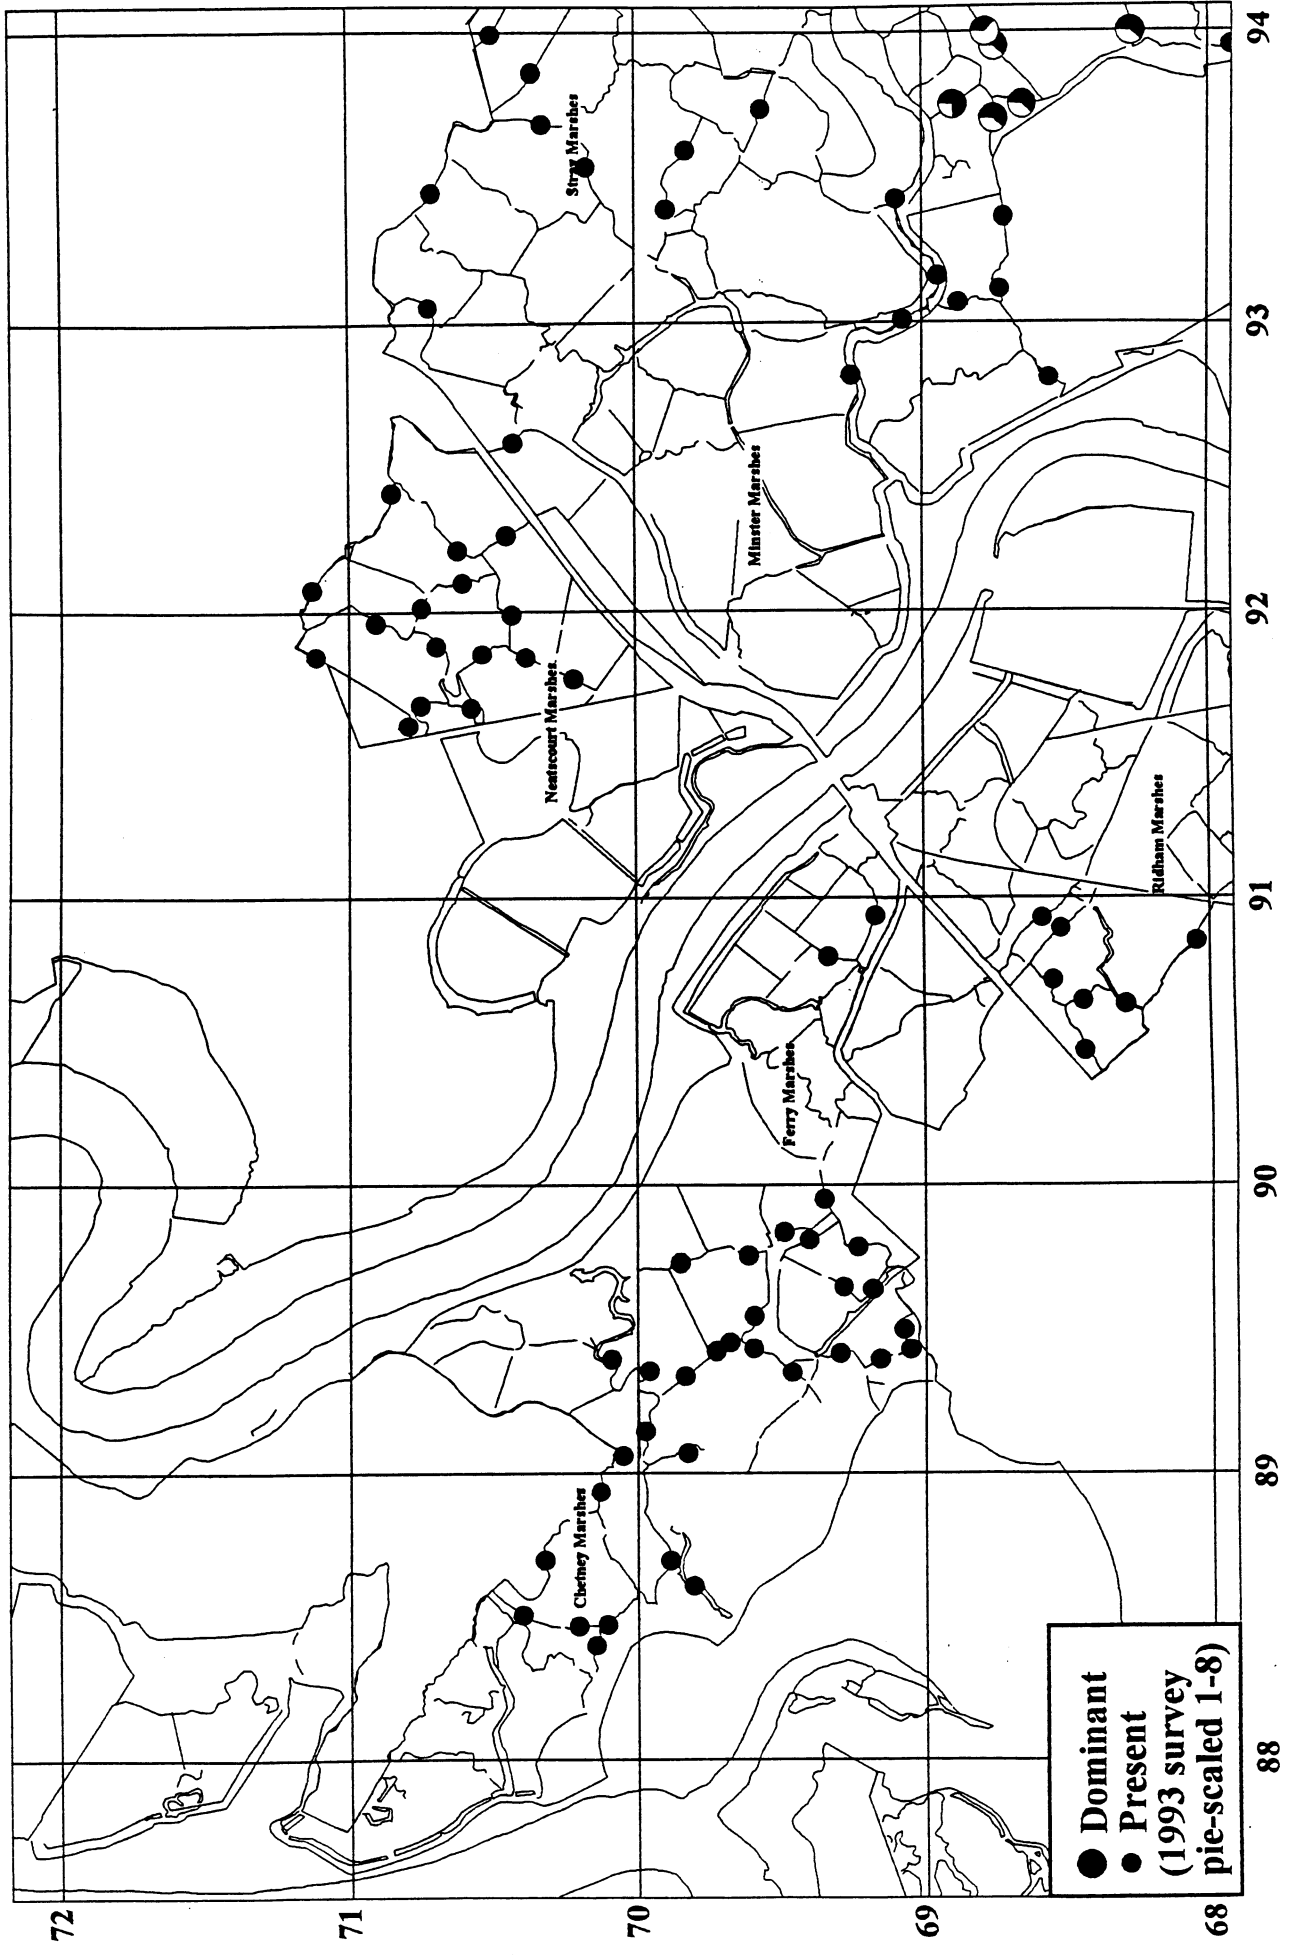 72
71
70
69
68
88
89
90
91
92
93
94
Stray Marshes
Minster Marshes
Neatscourt Marshes
Ridham Marshes
Ferry Marshes
Chetney Marshes
Dominant
Present
(1993 survey
pie-scaled 1-8)